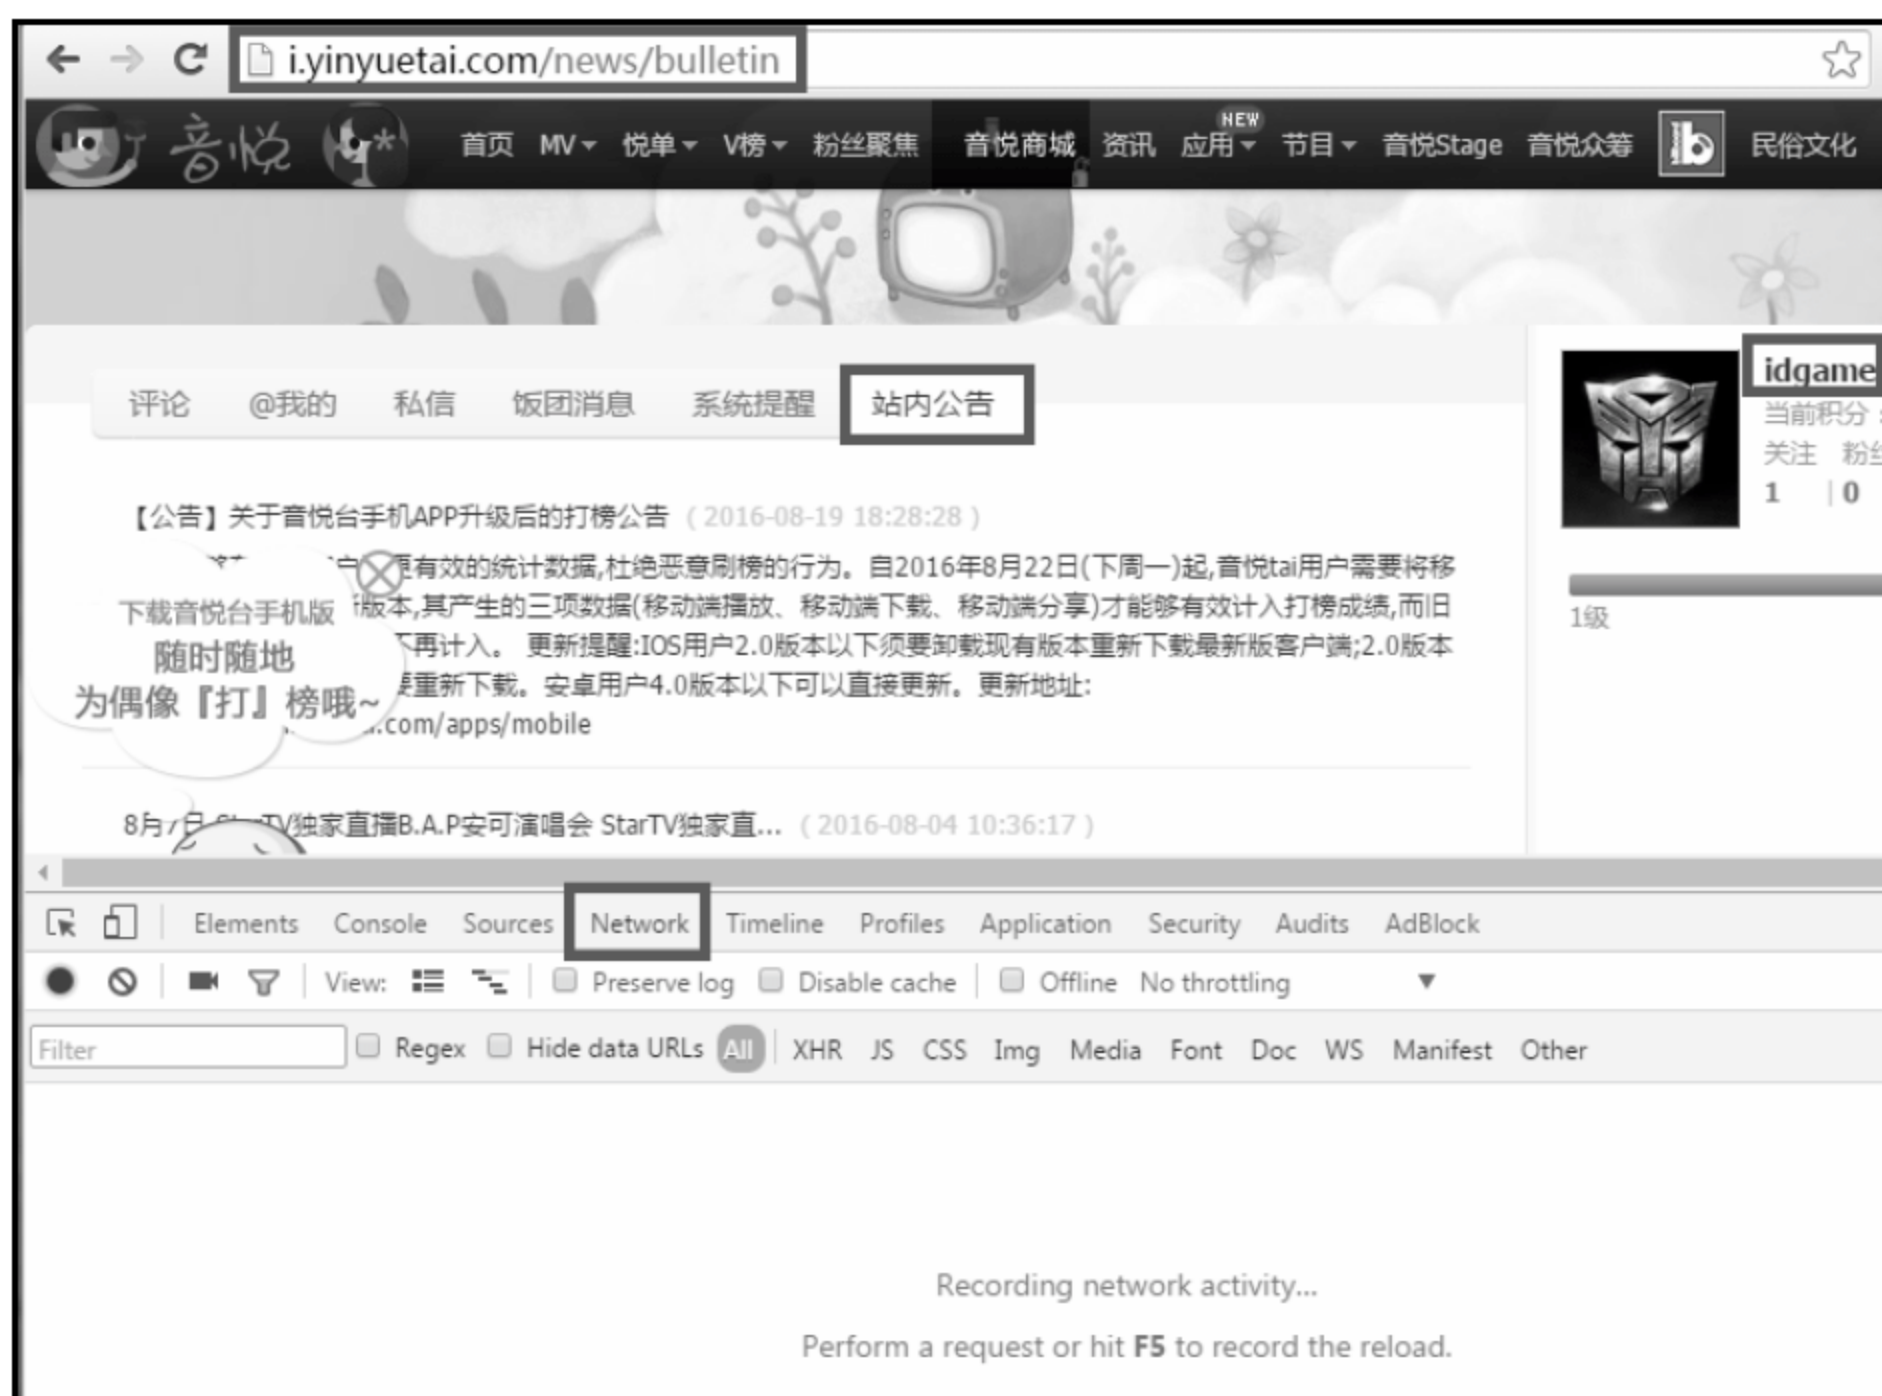 i.yinyuetai.com/news/bulletin
音悦
首页 MV 悦单 V榜 粉丝聚焦 音悦商城 资讯 应用 NEW 节目 音悦Stage 音悦众筹 b 民俗文化
评论 @我的 私信 饭团消息 系统提醒 站内公告
idgame
当前积分
关注 粉丝
1 | 0
1级
【公告】关于音悦台手机APP升级后的打榜公告 ( 2016-08-19 18:28:28 )
更有效的统计数据,杜绝恶意刷榜的行为。自2016年8月22日(下周一)起,音悦tai用户需要将移
版本,其产生的三项数据(移动端播放、移动端下载、移动端分享)才能够有效计入打榜成绩,而旧
不再计入。 更新提醒:IOS用户2.0版本以下须要卸载现有版本重新下载最新版客户端;2.0版本
要重新下载。安卓用户4.0版本以下可以直接更新。更新地址:
.com/apps/mobile
下载音悦台手机版
随时随地
为偶像『打』榜哦~
8月7日 StarTV独家直播B.A.P安可演唱会 StarTV独家直... ( 2016-08-04 10:36:17 )
Elements Console Sources Network Timeline Profiles Application Security Audits AdBlock
View: Preserve log Disable cache Offline No throttling
Filter Regex Hide data URLs All XHR JS CSS Img Media Font Doc WS Manifest Other
Recording network activity...
Perform a request or hit F5 to record the reload.